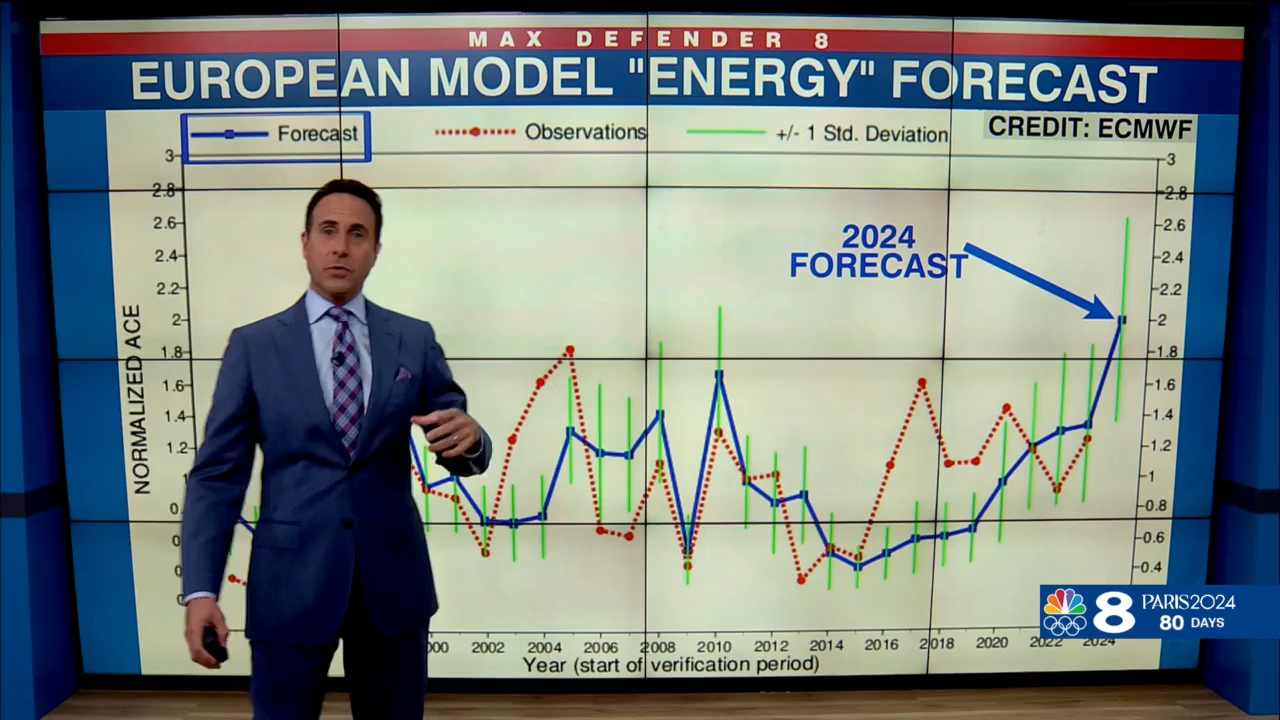 MAX DEFENDER 8
EUROPEAN MODEL "ENERGY" FORECAST
Forecast
Observations
+/- 1 Std. Deviation
CREDIT: ECMWF
3
2.8
2.6
2.4
2.2
2
1.8
1.6
1.4
1.2
NORMALIZED ACE
2024
FORECAST
3
2.8
2.6
2.4
2.2
2
1.8
1.6
1.4
1.2
1
0.8
0.6
0.4
2002 2004 2006 2008 2010 2012 2014 2016 2018 2020 2022 2024
Year (start of verification period)
8
PARIS2024
80 DAYS